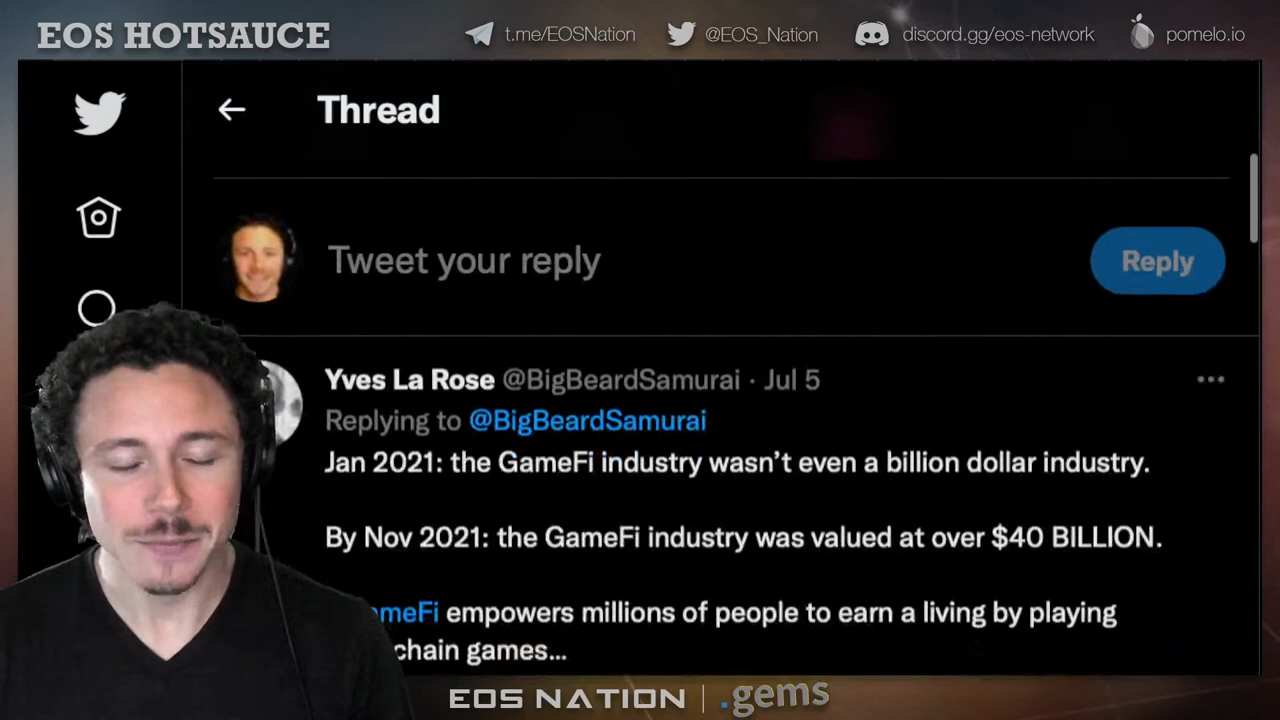 EOS HOTSAUCE
t.me/EOSNation
@EOS_Nation
discord.gg/eos-network
pomelo.io
Thread
Tweet your reply
Reply
Yves La Rose @BigBeardSamurai · Jul 5
Replying to @BigBeardSamurai
Jan 2021: the GameFi industry wasn't even a billion dollar industry.
By Nov 2021: the GameFi industry was valued at over $40 BILLION.
meFi empowers millions of people to earn a living by playing
chain games...
EOS NATION | .gems